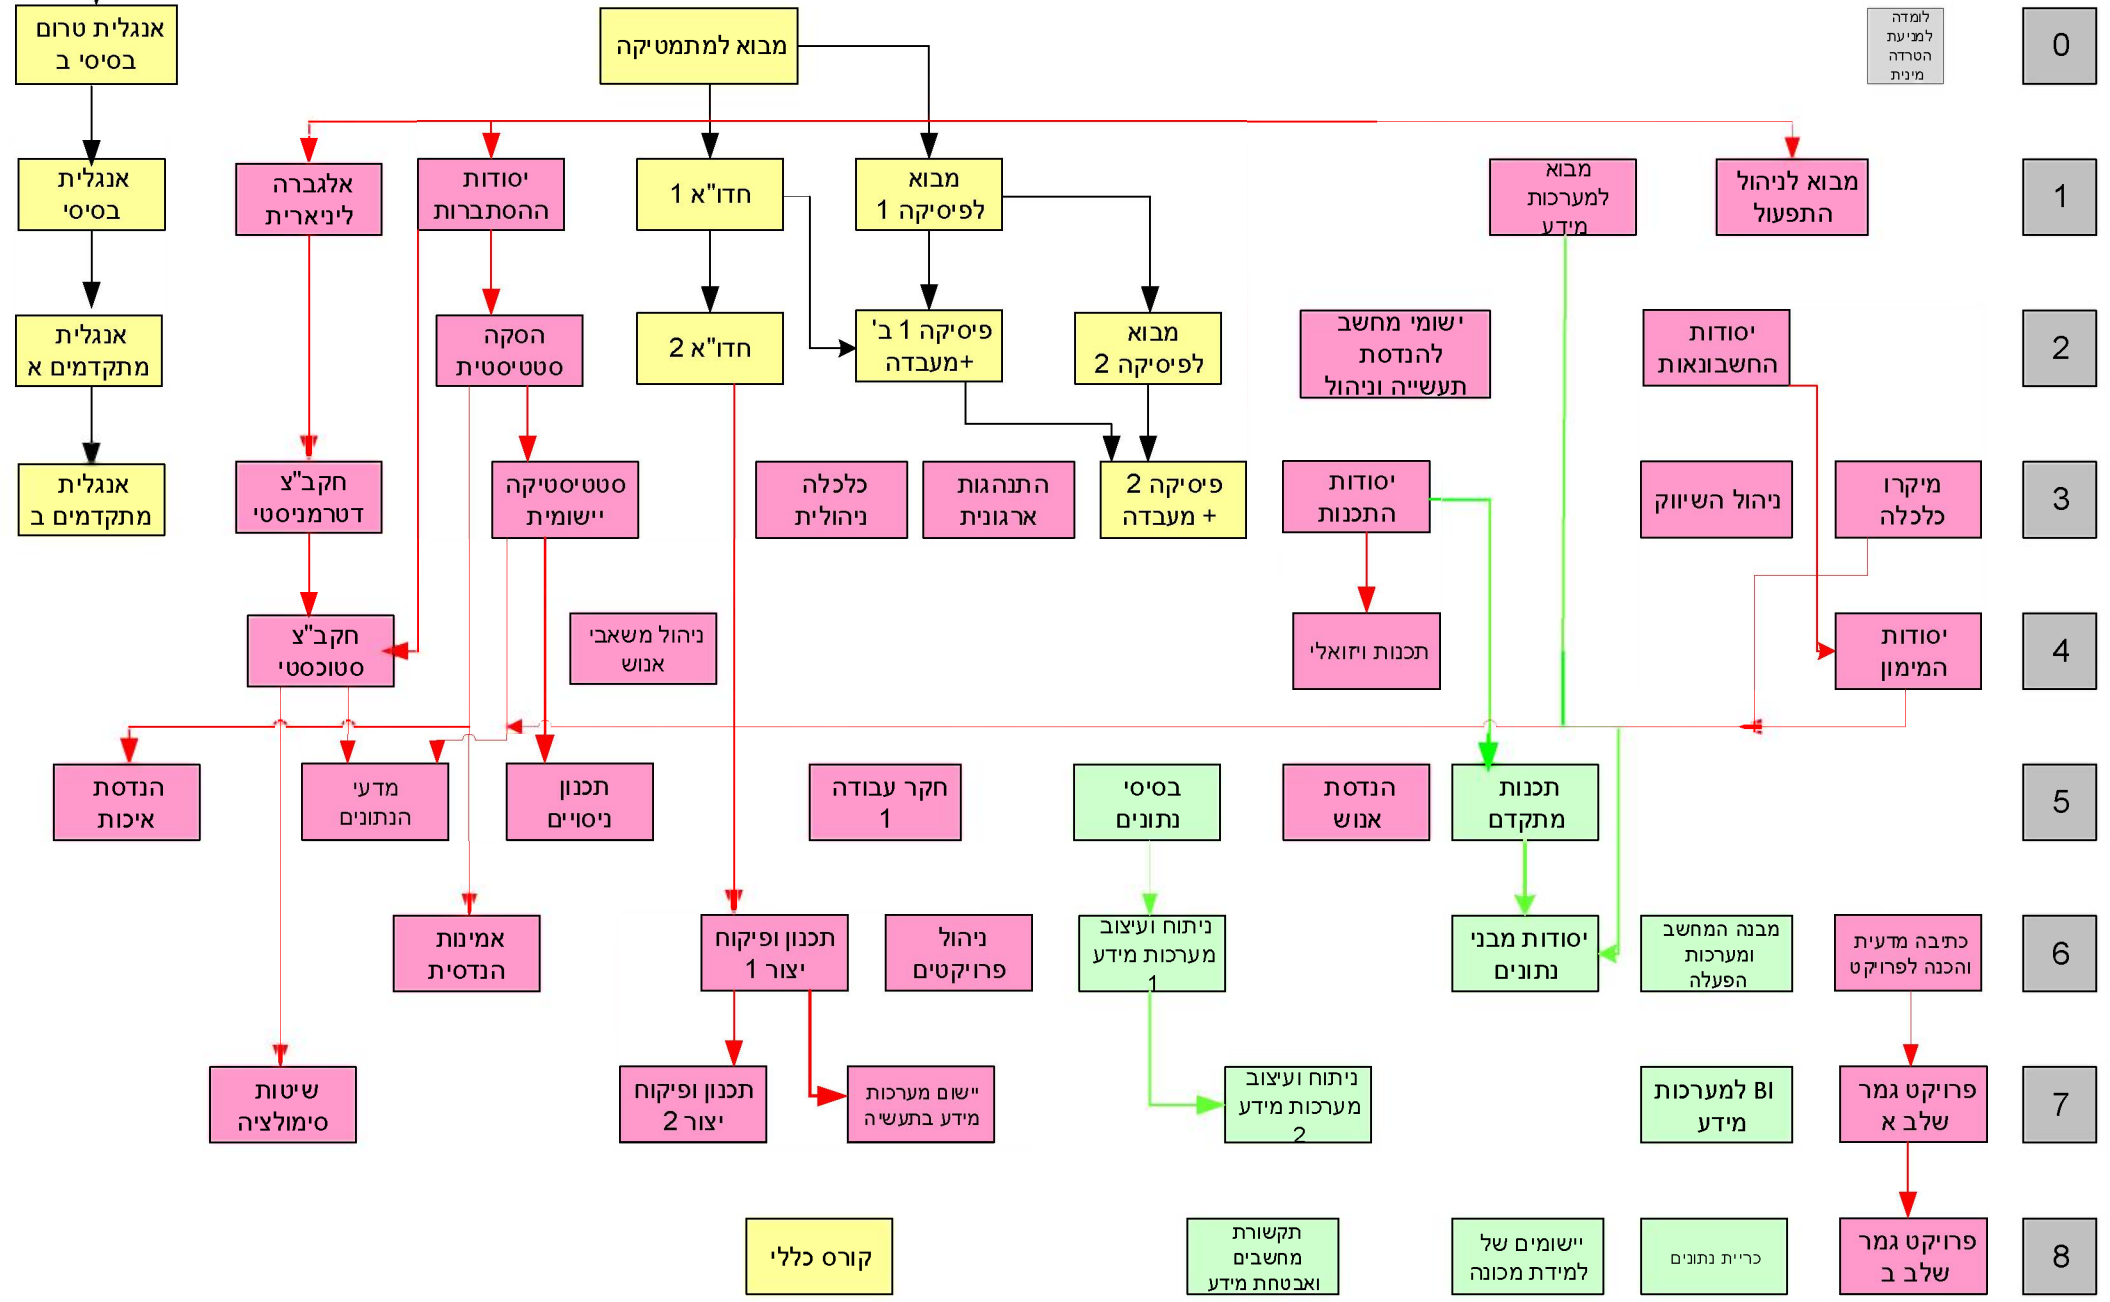 לומדה
למניעת
הטרדה
מינית
0
מבוא למתמטיקה
אנגלית טרום
בסיסי ב
1
מבוא לניהול
התפעול
מבוא
למערכות
מידע
מבוא
לפיסיקה 1
חדו"א 1
יסודות
ההסתברות
אלגברה
ליניארית
אנגלית
בסיסי
2
יסודות
החשבונאות
ישומי מחשב
להנדסת
תעשייה וניהול
מבוא
לפיסיקה 2
פיסיקה 1 ב'
+מעבדה
חדו"א 2
הסקה
סטטיסטית
אנגלית
מתקדמים א
3
מיקרו
כלכלה
ניהול השיווק
יסודות
התכנות
פיסיקה 2
+ מעבדה
התנהגות
ארגונית
כלכלה
ניהולית
סטטיסטיקה
יישומית
חקב"צ
דטרמניסטי
אנגלית
מתקדמים ב
4
יסודות
המימון
תכנות ויזואלי
ניהול משאבי
אנוש
חקב"צ
סטוכסטי
5
תכנות
מתקדם
הנדסת
אנוש
בסיסי
נתונים
חקר עבודה
1
תכנון
ניסויים
מדעי
הנתונים
הנדסת
איכות
6
כתיבה מדעית
והכנה לפרויקט
מבנה המחשב
ומערכות
הפעלה
יסודות מבני
נתונים
ניתוח ועיצוב
מערכות מידע
1
ניהול
פרויקטים
תכנון ופיקוח
יצור 1
אמינות
הנדסית
7
פרויקט גמר
שלב א
BI למערכות
מידע
ניתוח ועיצוב
מערכות מידע
2
יישום מערכות
מידע בתעשיה
תכנון ופיקוח
יצור 2
שיטות
סימולציה
8
פרויקט גמר
שלב ב
כריית נתונים
יישומים של
למידת מכונה
תקשורת
מחשבים
ואבטחת מידע
קורס כללי